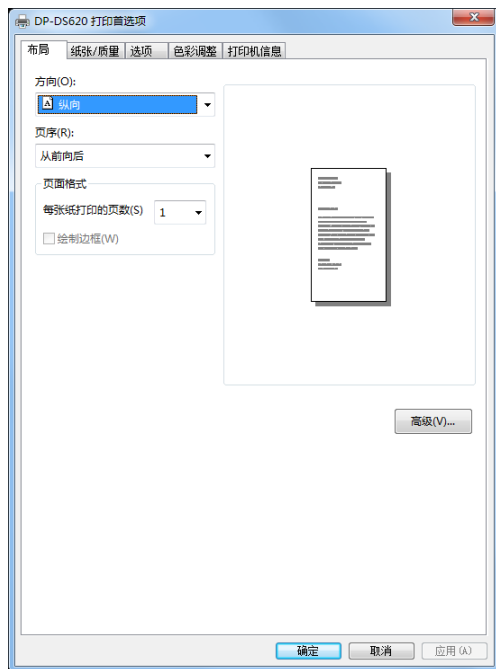 DP-DS620 打印首选项
布局 纸张/质量 选项 色彩调整 打印机信息
方向(O):
纵向
页序(R):
从前向后
页面格式
每张纸打印的页数(S) 1
绘制边框(W)
高级(V)...
确定 取消 应用(A)